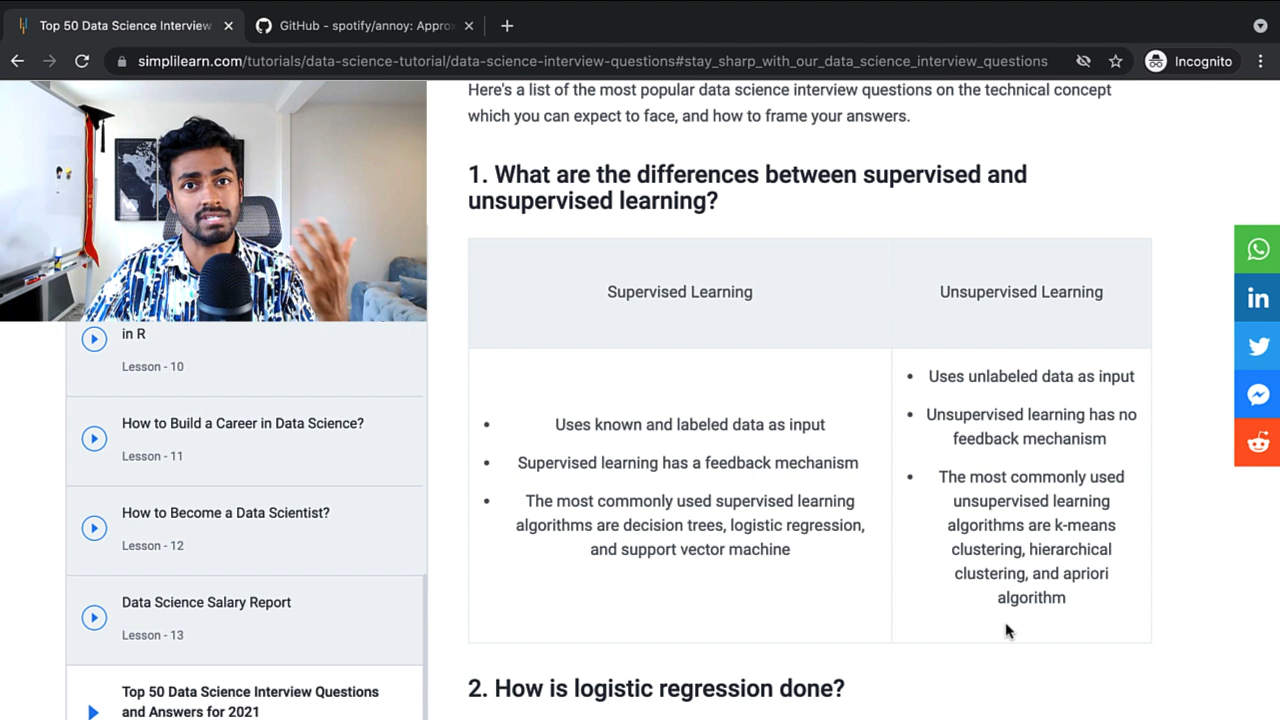 Top 50 Data Science Interview
GitHub - spotify/annoy: Appro
simplilearn.com/tutorials/data-science-tutorial/data-science-interview-questions#stay_sharp_with_our_data_science_interview_questions
Incognito
Here's a list of the most popular data science interview questions on the technical concept
which you can expect to face, and how to frame your answers.
1. What are the differences between supervised and
unsupervised learning?
Supervised Learning
Unsupervised Learning
• Uses known and labeled data as input
• Supervised learning has a feedback mechanism
• The most commonly used supervised learning
algorithms are decision trees, logistic regression,
and support vector machine
• Uses unlabeled data as input
• Unsupervised learning has no
feedback mechanism
• The most commonly used
unsupervised learning
algorithms are k-means
clustering, hierarchical
clustering, and apriori
algorithm
2. How is logistic regression done?
in R
Lesson - 10
How to Build a Career in Data Science?
Lesson - 11
How to Become a Data Scientist?
Lesson - 12
Data Science Salary Report
Lesson - 13
Top 50 Data Science Interview Questions
and Answers for 2021